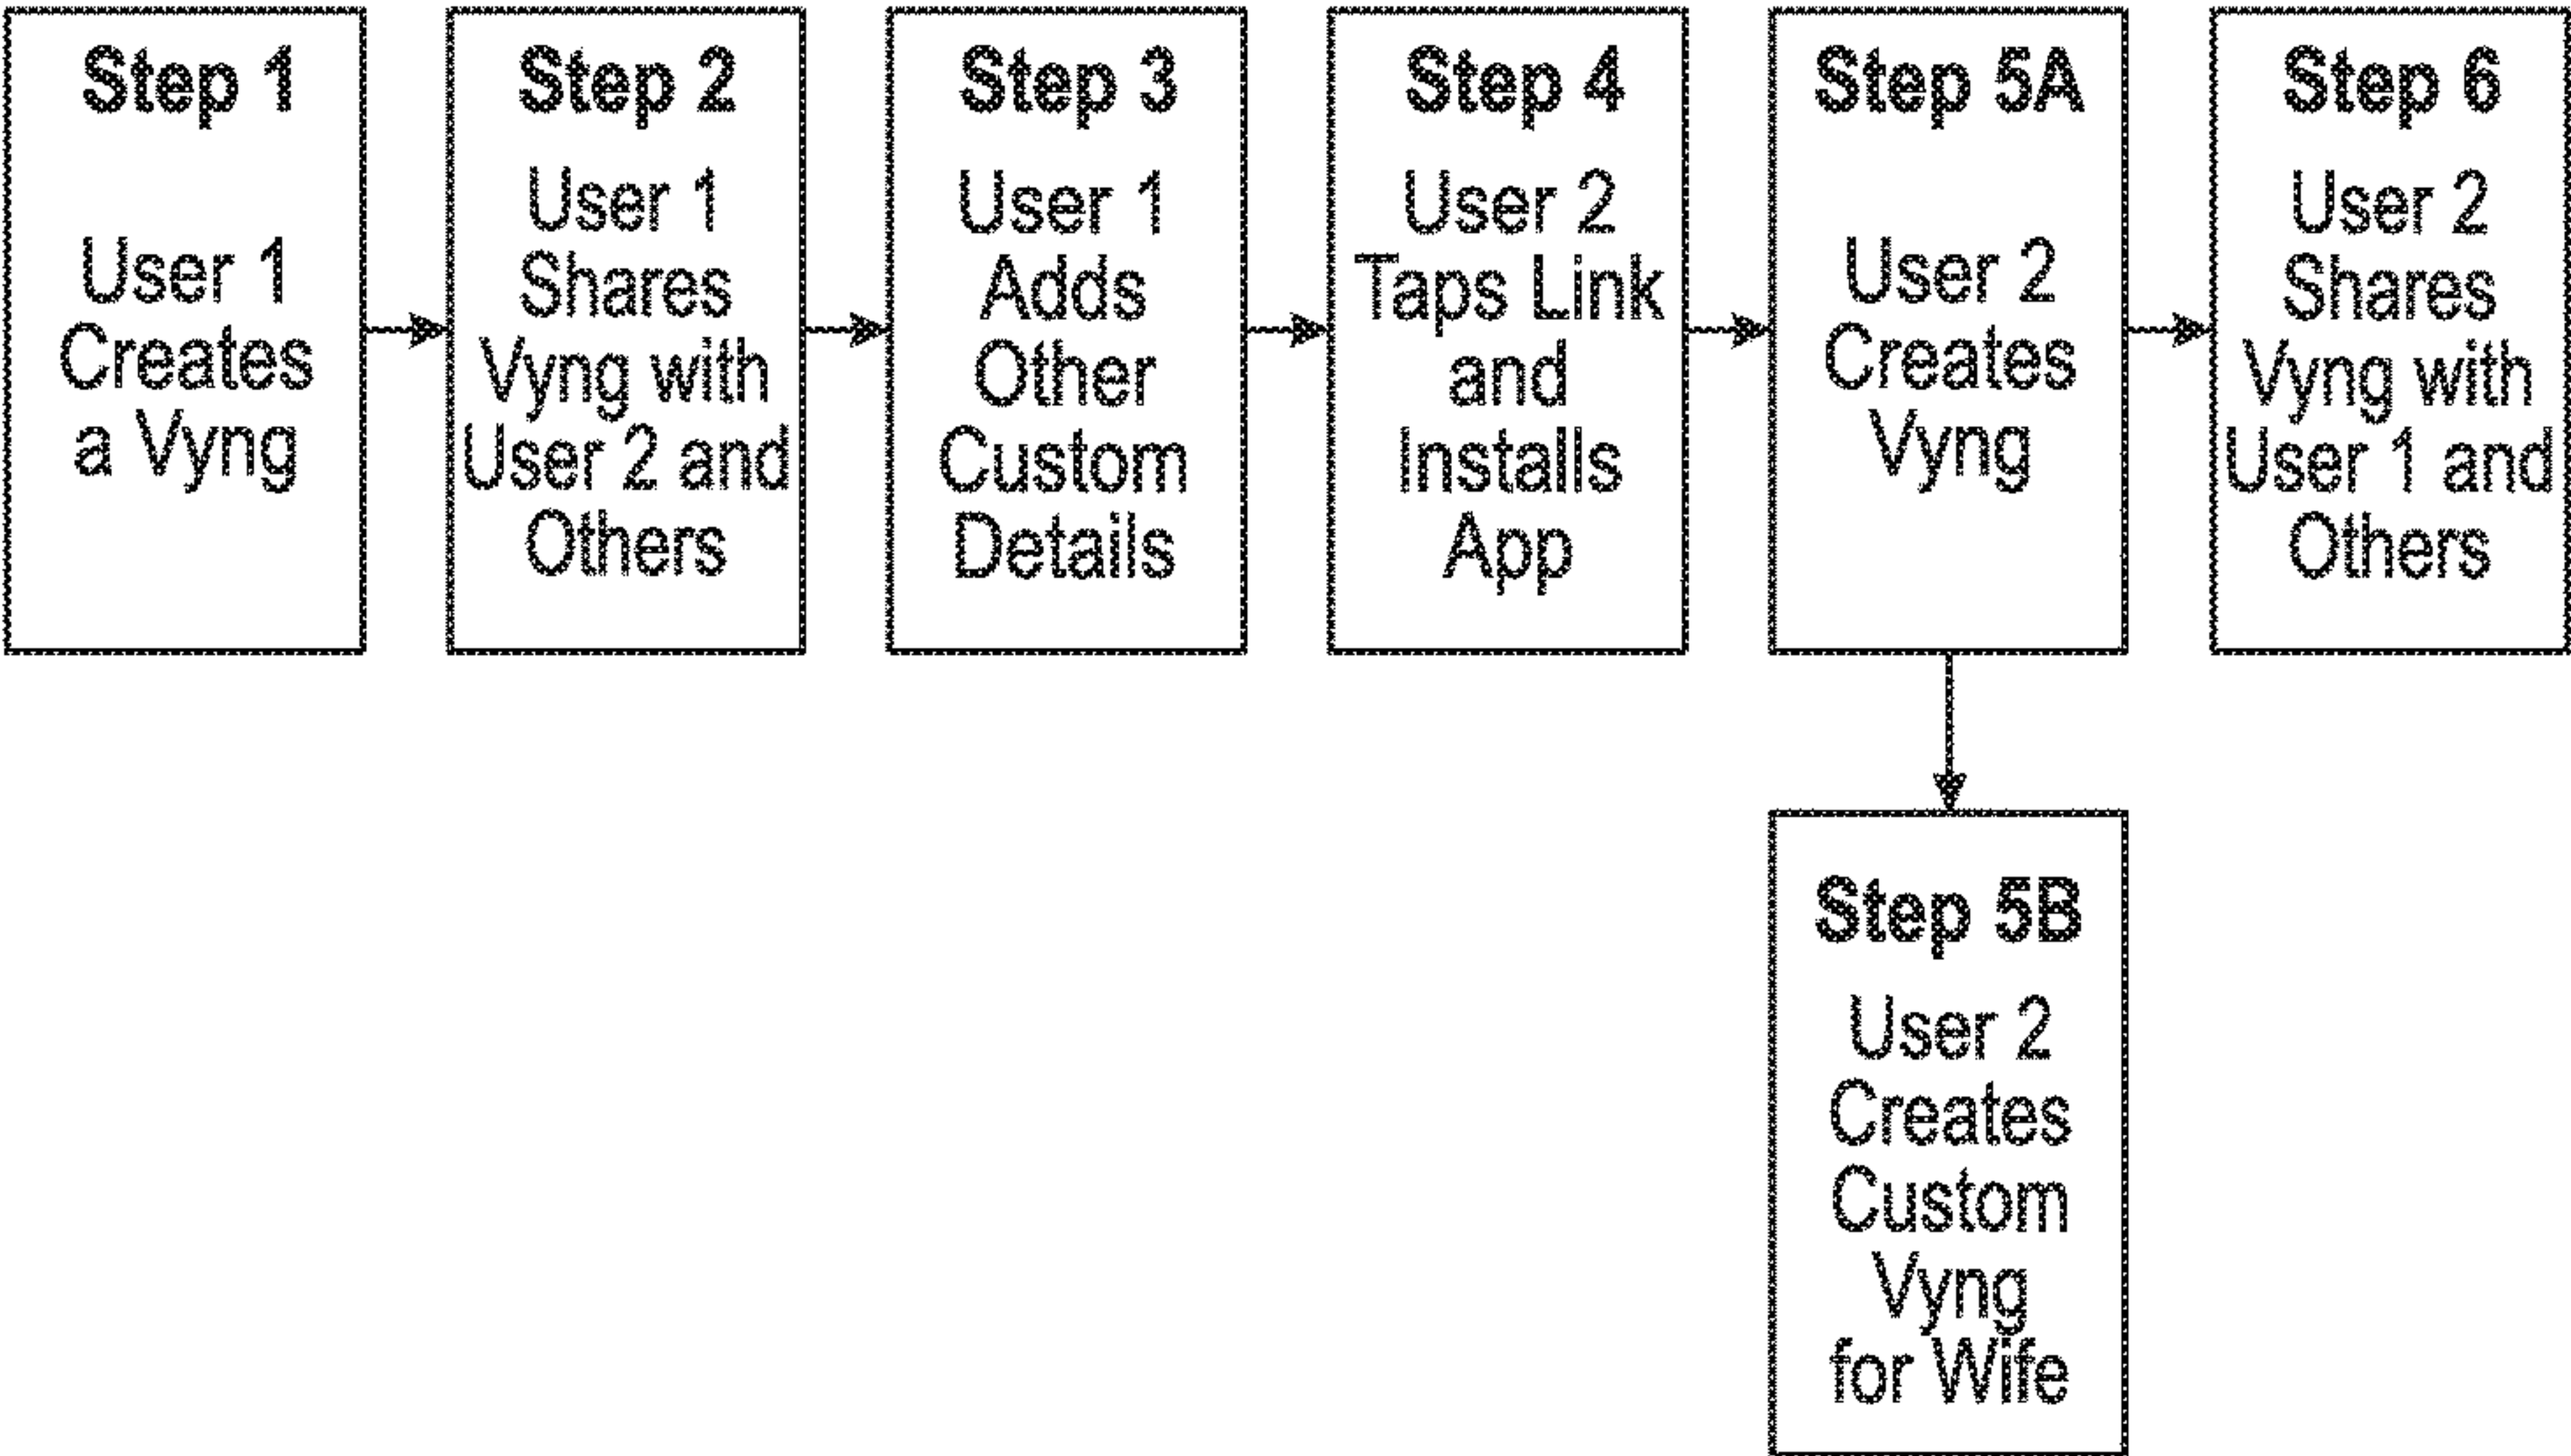 Step 1
User 1
Creates
a Vyng
Step 2
User 1
Shares
Vyng with
User 2 and
Others
Step 3
User 1
Adds
Other
Custom
Details
Step 4
User 2
Taps Link
and
Installs
App
Step 5A
User 2
Creates
Vyng
Step 6
User 2
Shares
Vyng with
User 1 and
Others
Step 5B
User 2
Creates
Custom
Vyng
for Wife